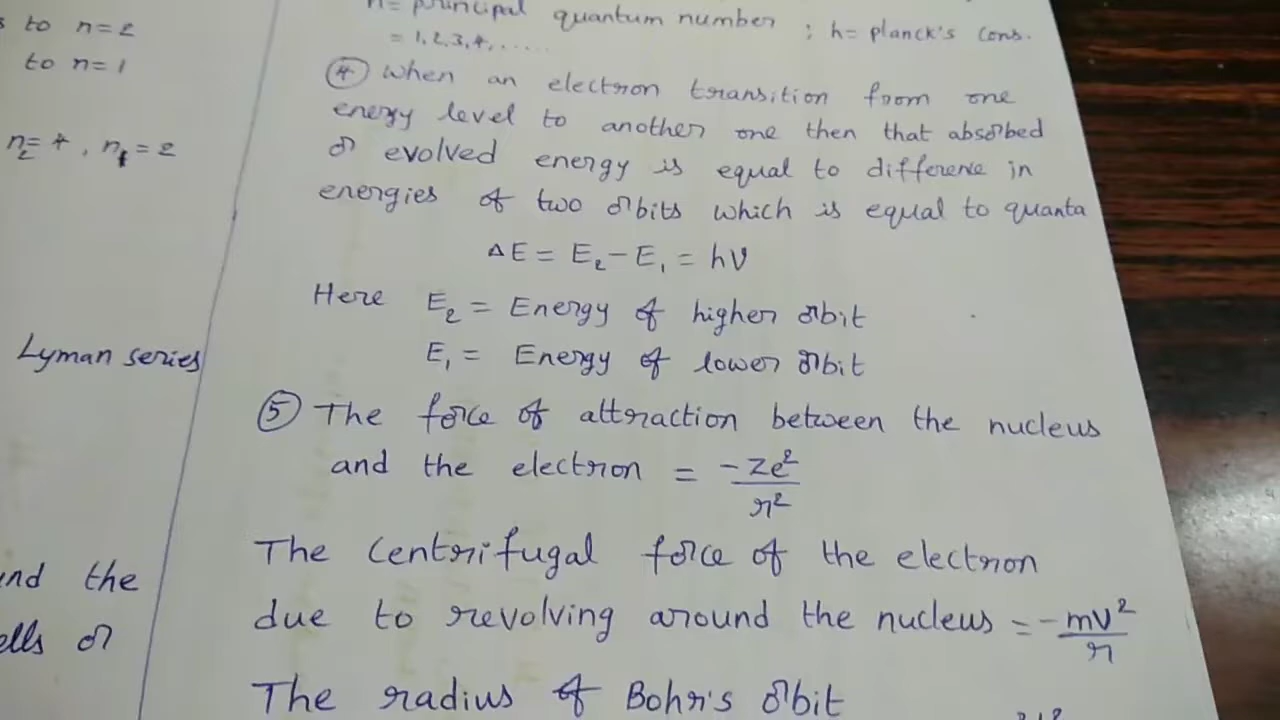 s to n=2
to n=1
n₂= 4, n₁=2
Lyman series
and the
ells or
n= principal quantum number ; h= planck's cons.
= 1,2,3,4,.....
④ when an electron transition from one
energy level to another one then that absorbed
or evolved energy is equal to difference in
energies of two orbits which is equal to quanta
ΔE = E₂-E₁ = hν
Here E₂ = Energy of higher orbit
E₁ = Energy of lower orbit
⑤ The force of attraction between the nucleus
and the electron = -Ze²/r²
The centrifugal force of the electron
due to revolving around the nucleus = -mv²/r
The radius of Bohr's orbit